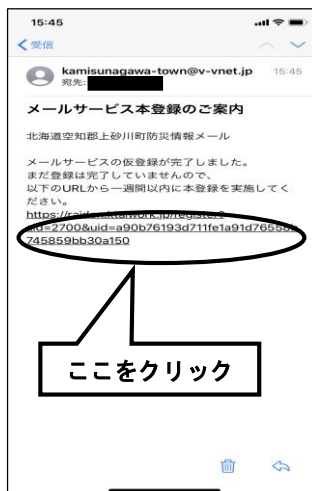 15:45
受信
kamisunagawa-town@v-vnet.jp 15:45
宛先:
メールサービス本登録のご案内
北海道空知郡上砂川町防災情報メール
メールサービスの仮登録が完了しました。
まだ登録は完了していませんので、
以下のURLから一週間以内に本登録を実施してく
ださい。
745859bb30a150
ここをクリック